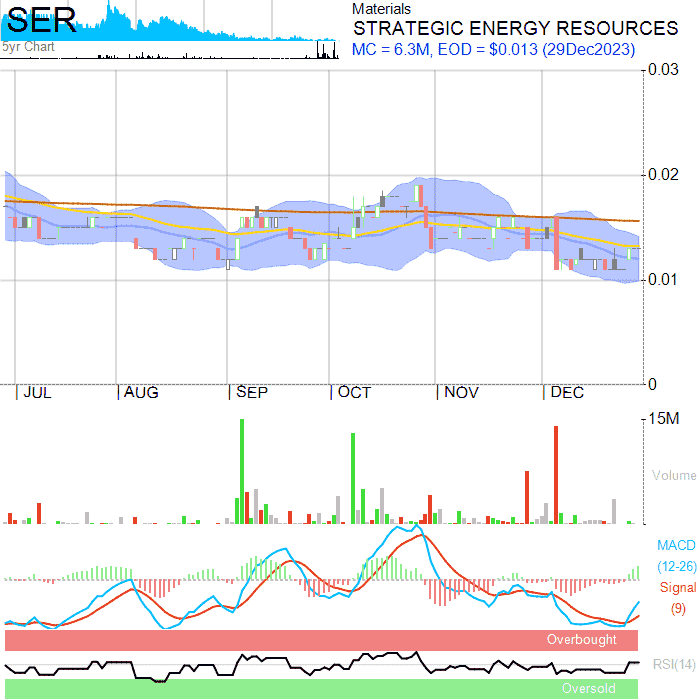 SER
5yr Chart
Materials
STRATEGIC ENERGY RESOURCES
MC = 6.3M, EOD = $0.013 (29Dec2023)
0.03
0.02
0.01
0
JUL AUG SEP OCT NOV DEC
15M
Volume
MACD
(12-26)
Signal
(9)
Overbought
RSI(14)
Oversold